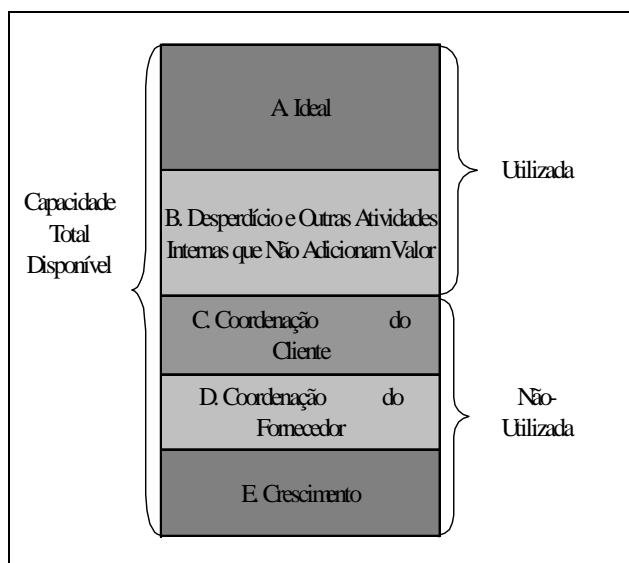 Capacidade
Total
Disponível
A. Ideal
B. Desperdício e Outras Atividades
Internas que Não Adicionam Valor
C. Coordenação do
Cliente
D. Coordenação do
Fornecedor
E. Crescimento
Utilizada
Não-
Utilizada